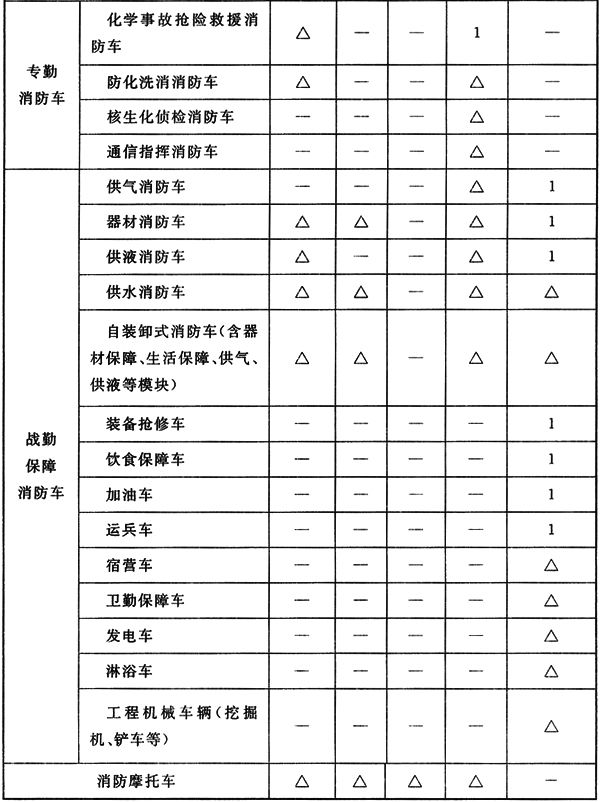 专勤
消防车
化学事故抢险救援消
防车 △ — — 1 —
防化洗消消防车 △ — — △ —
核生化侦检消防车 — — — △ —
通信指挥消防车 — — — △ —
战勤
保障
消防车
供气消防车 — — — △ 1
器材消防车 △ △ — △ 1
供液消防车 △ — — △ 1
供水消防车 △ △ — △ △
自装卸式消防车(含器
材保障、生活保障、供气、
供液等模块) △ △ — △ △
装备抢修车 — — — — 1
饮食保障车 — — — — 1
加油车 — — — — 1
运兵车 — — — — 1
宿营车 — — — — △
卫勤保障车 — — — — △
发电车 — — — — △
淋浴车 — — — — △
工程机械车辆(挖掘
机、铲车等) — — — — △
消防摩托车 △ △ △ △ —